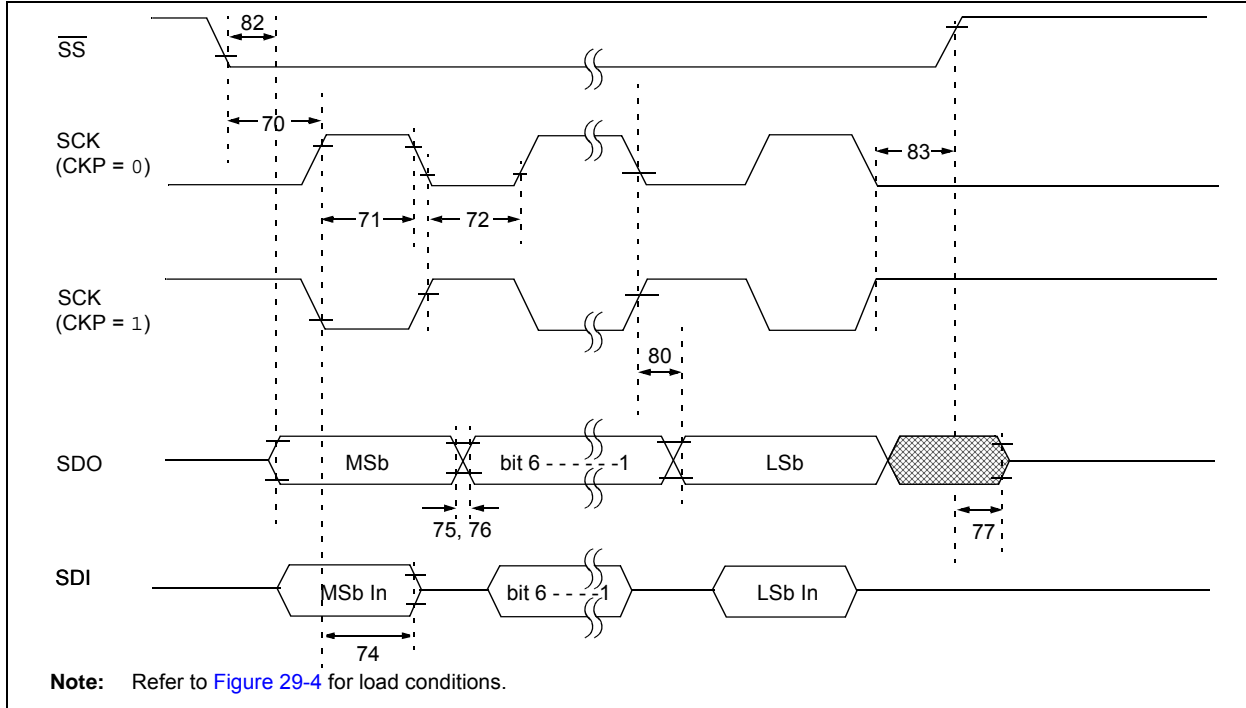 82
SS
70
SCK
(CKP = 0)
83
71
72
SCK
(CKP = 1)
80
SDO
MSb
bit 6 - - - - - -1
LSb
75, 76
77
SDI
MSb In
bit 6 - - - -1
LSb In
74
Note: Refer to Figure 29-4 for load conditions.